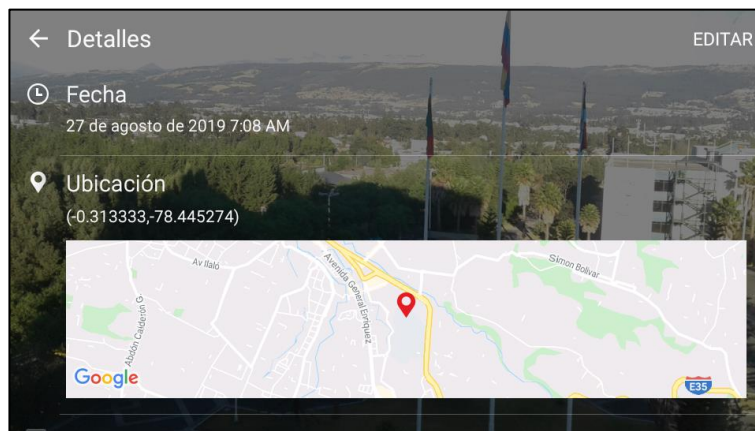 Detalles
EDITAR
Fecha
27 de agosto de 2019 7:08 AM
Ubicación
(-0.313333,-78.445274)
Av Ilaló
Avenida General Enriquez
Simon Bolivar
Abdón Calderón G
Google
E35